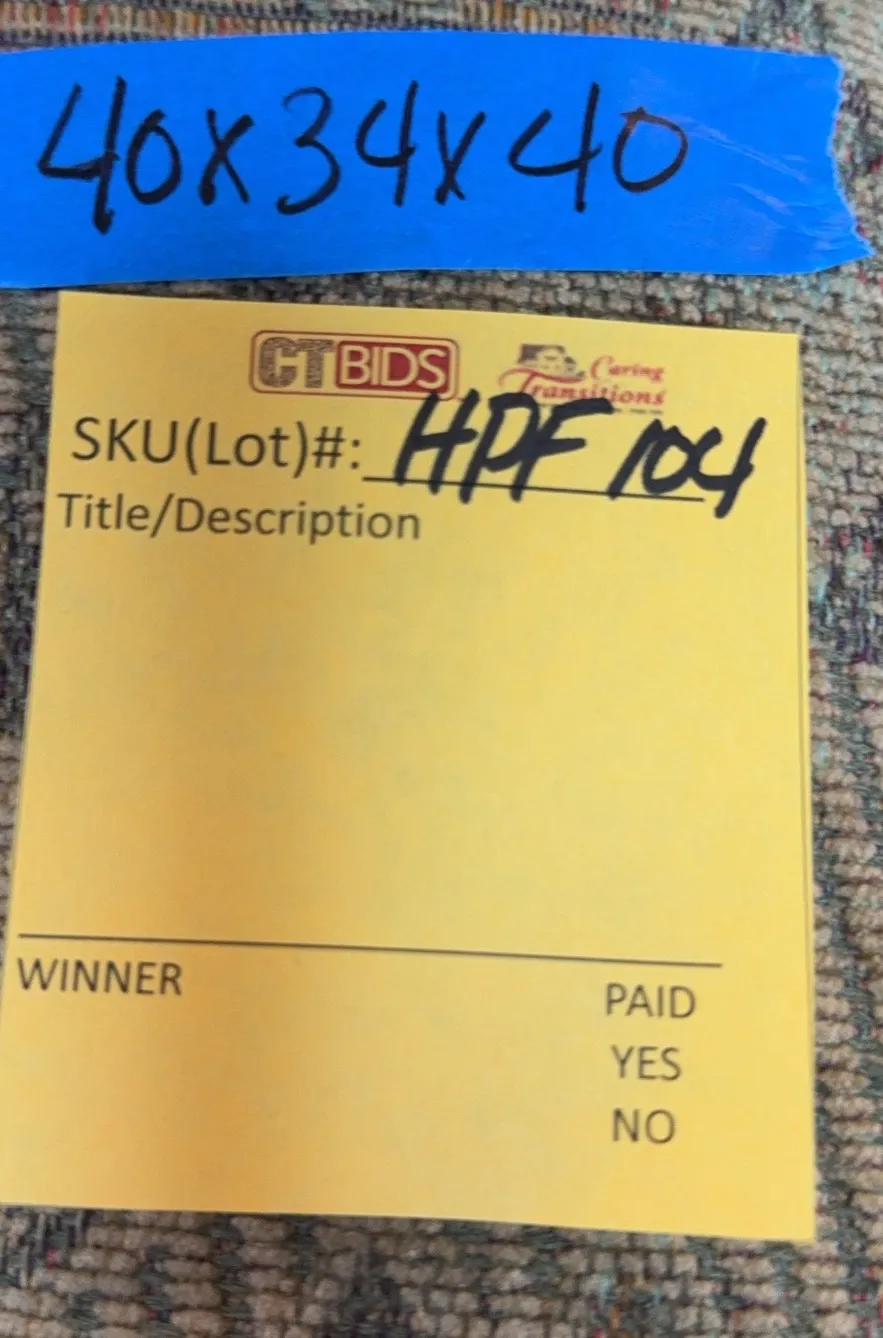 40x34x40
CTBIDS
Caring
Transitions
SKU(Lot)#: HPF 104
Title/Description
WINNER
PAID
YES
NO